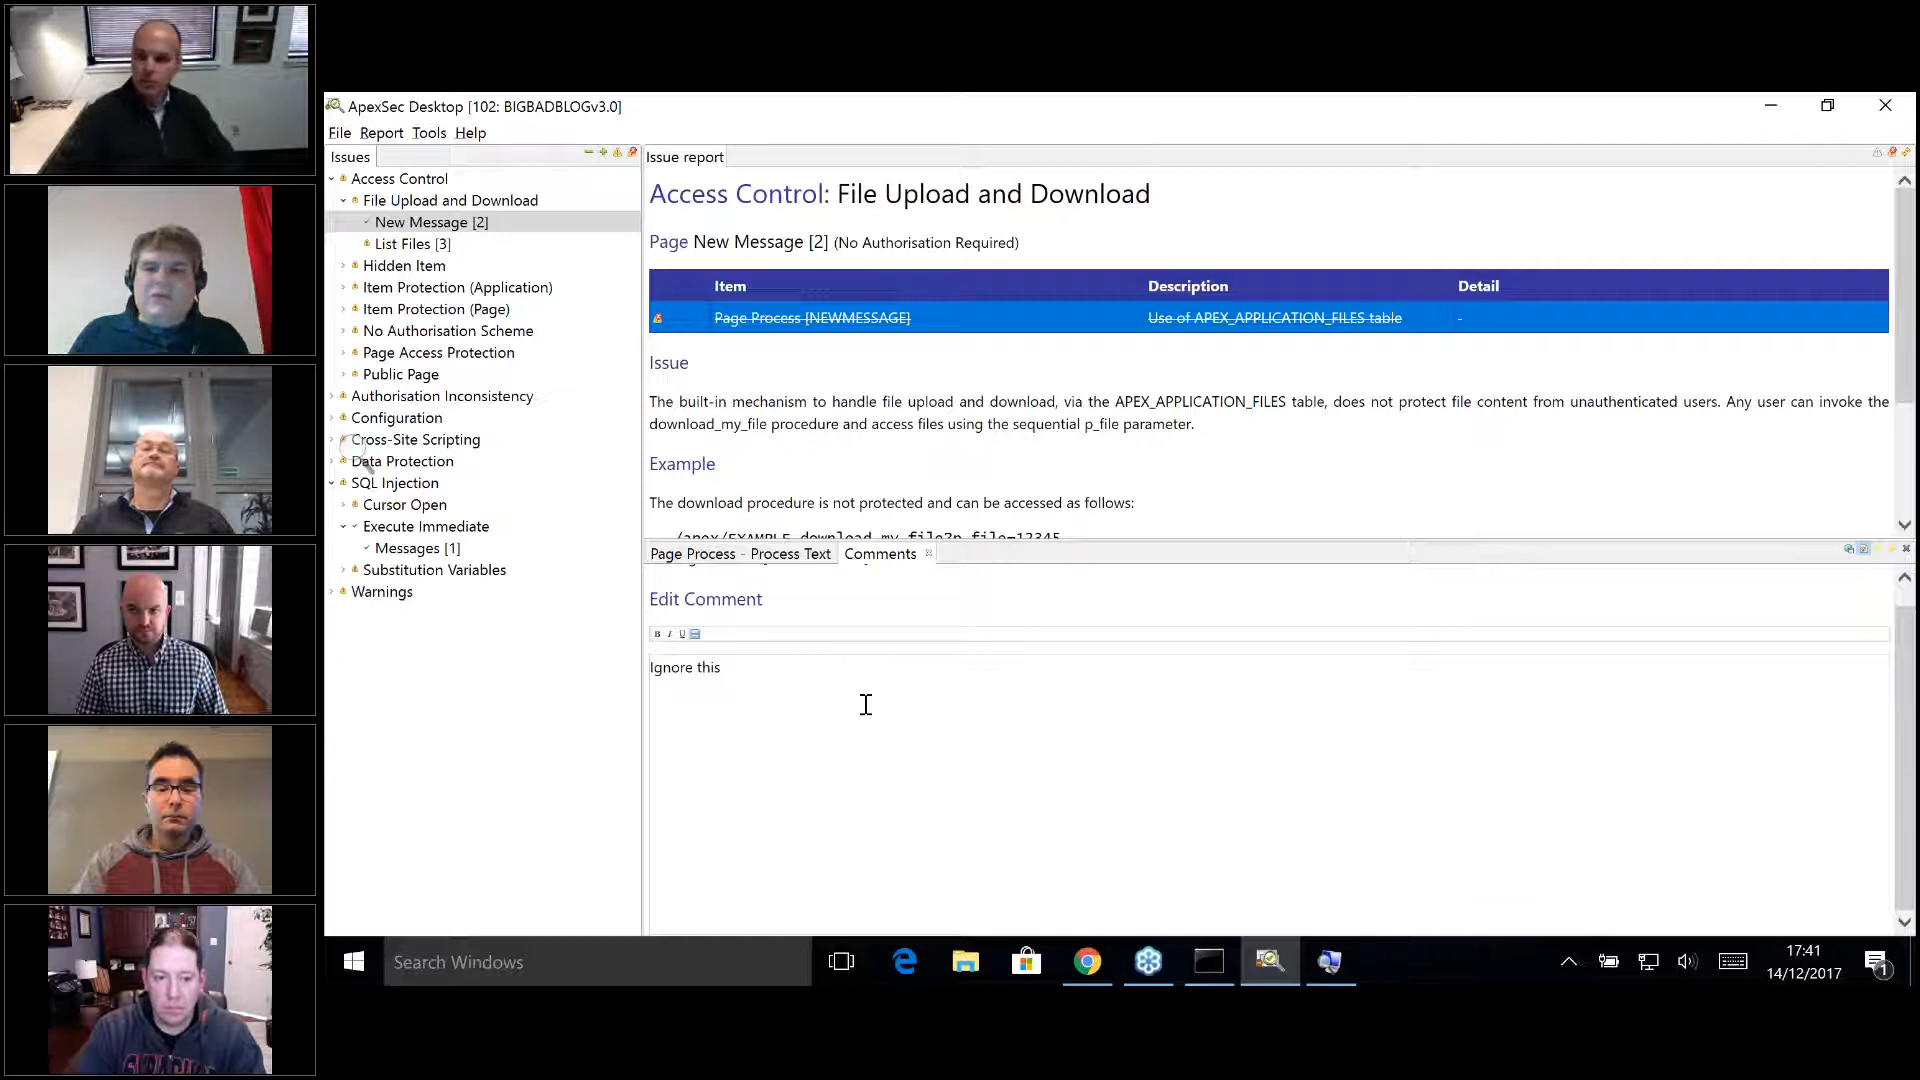 ApexSec Desktop [102: BIGBADBLOGv3.0]
File Report Tools Help
Issues
Access Control
File Upload and Download
New Message [2]
List Files [3]
Hidden Item
Item Protection (Application)
Item Protection (Page)
No Authorisation Scheme
Page Access Protection
Public Page
Authorisation Inconsistency
Configuration
Cross-Site Scripting
Data Protection
SQL Injection
Cursor Open
Execute Immediate
Messages [1]
Substitution Variables
Warnings
Issue report
Access Control: File Upload and Download
Page New Message [2] (No Authorisation Required)
Item Description Detail
Page Process [NEWMESSAGE] Use of APEX_APPLICATION_FILES table -
Issue
The built-in mechanism to handle file upload and download, via the APEX_APPLICATION_FILES table, does not protect file content from unauthenticated users. Any user can invoke the
download_my_file procedure and access files using the sequential p_file parameter.
Example
The download procedure is not protected and can be accessed as follows:
/apex/EXAMPLE.download_my_file?p_file=12345
Page Process - Process Text Comments
Edit Comment
B I U
Ignore this
Search Windows
17:41
14/12/2017
1